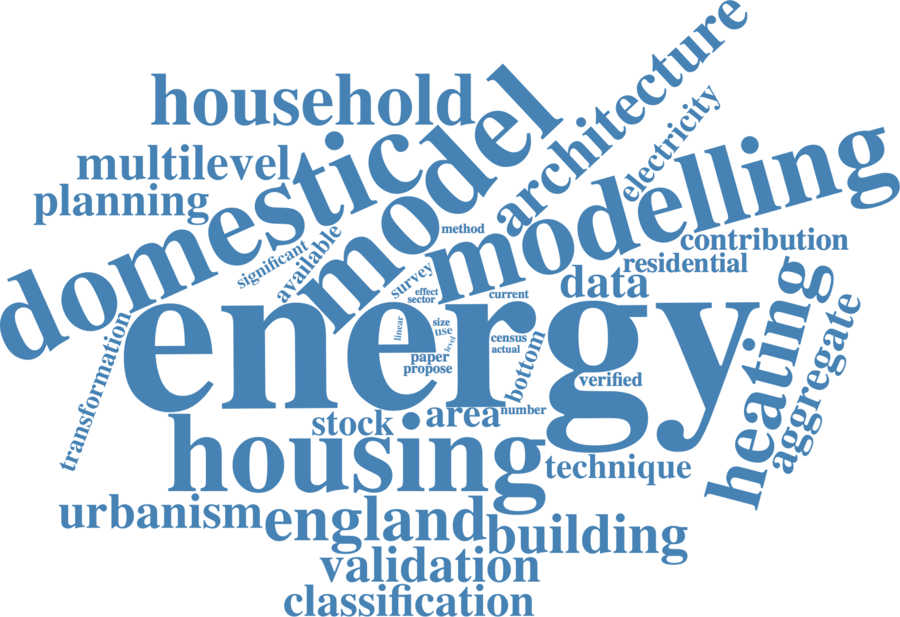 household
architecture
model
electricity
multilevel
domestic
modelling
planning
method
contribution
significant
available
residential
survey
data
effect
sector
current
energy
heating
transformation
linear
size
use
level
census
actual
paper
propose
bottom
verified
aggregate
number
area
stock
housing
technique
urbanism
england
building
validation
classification